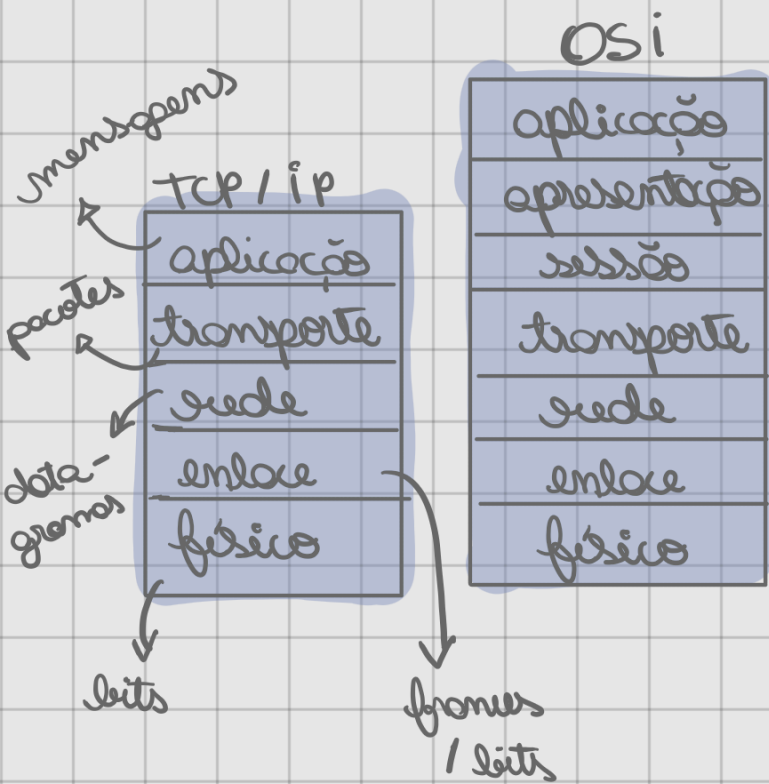 mensagens
TCP / iP
aplicação
transporte
rede
enlace
físico
pacotes
data-
gramas
bits
frames
/ bits
OSi
aplicação
apresentação
sessão
transporte
rede
enlace
físico